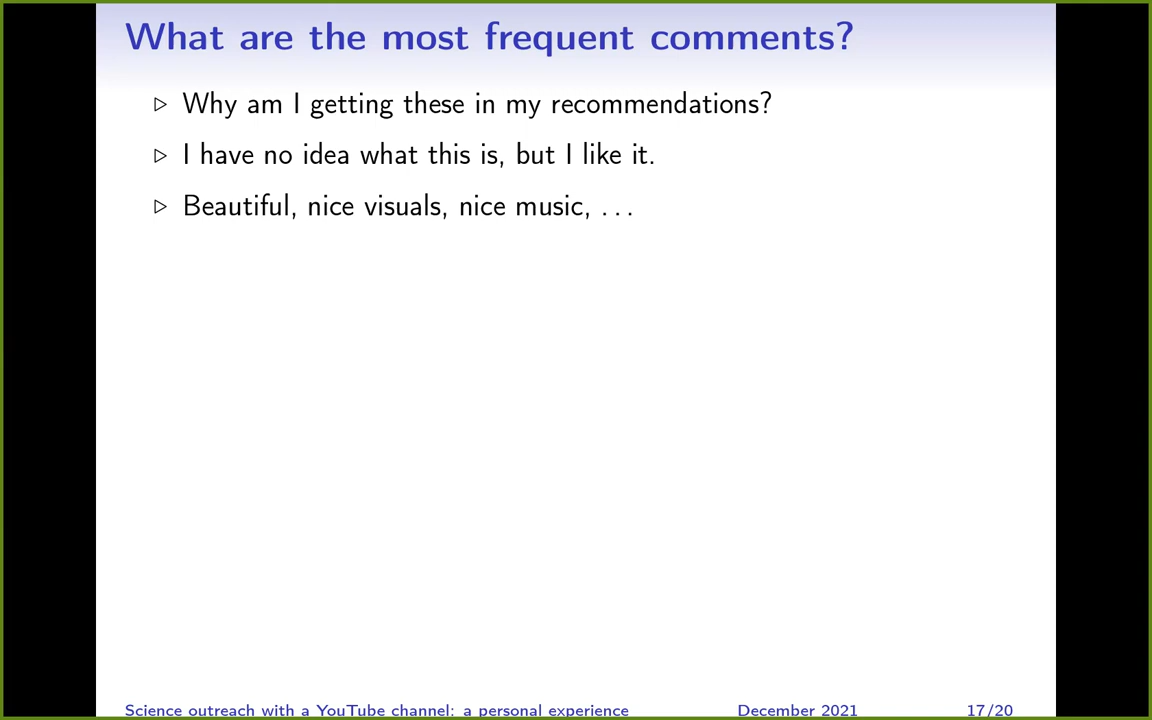 What are the most frequent comments?
▷ Why am I getting these in my recommendations?
▷ I have no idea what this is, but I like it.
▷ Beautiful, nice visuals, nice music, . . .
Science outreach with a YouTube channel: a personal experience December 2021 17/20